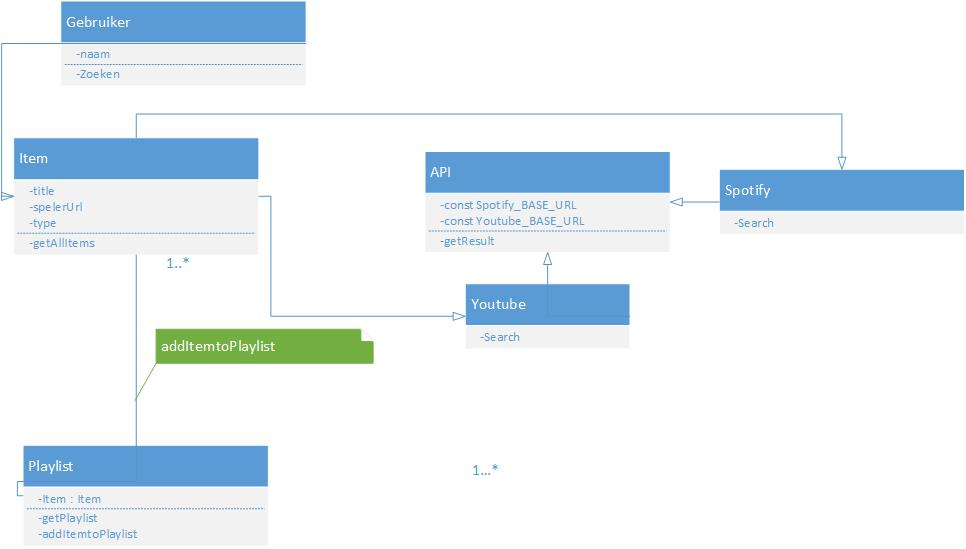 Gebruiker
-naam
-Zoeken
Item
-title
-spelerUrl
-type
-getAllItems
1..*
API
-const Spotify_BASE_URL
-const Youtube_BASE_URL
-getResult
Spotify
-Search
Youtube
-Search
addItemtoPlaylist
Playlist
-Item : Item
-getPlaylist
-addItemtoPlaylist
1...*